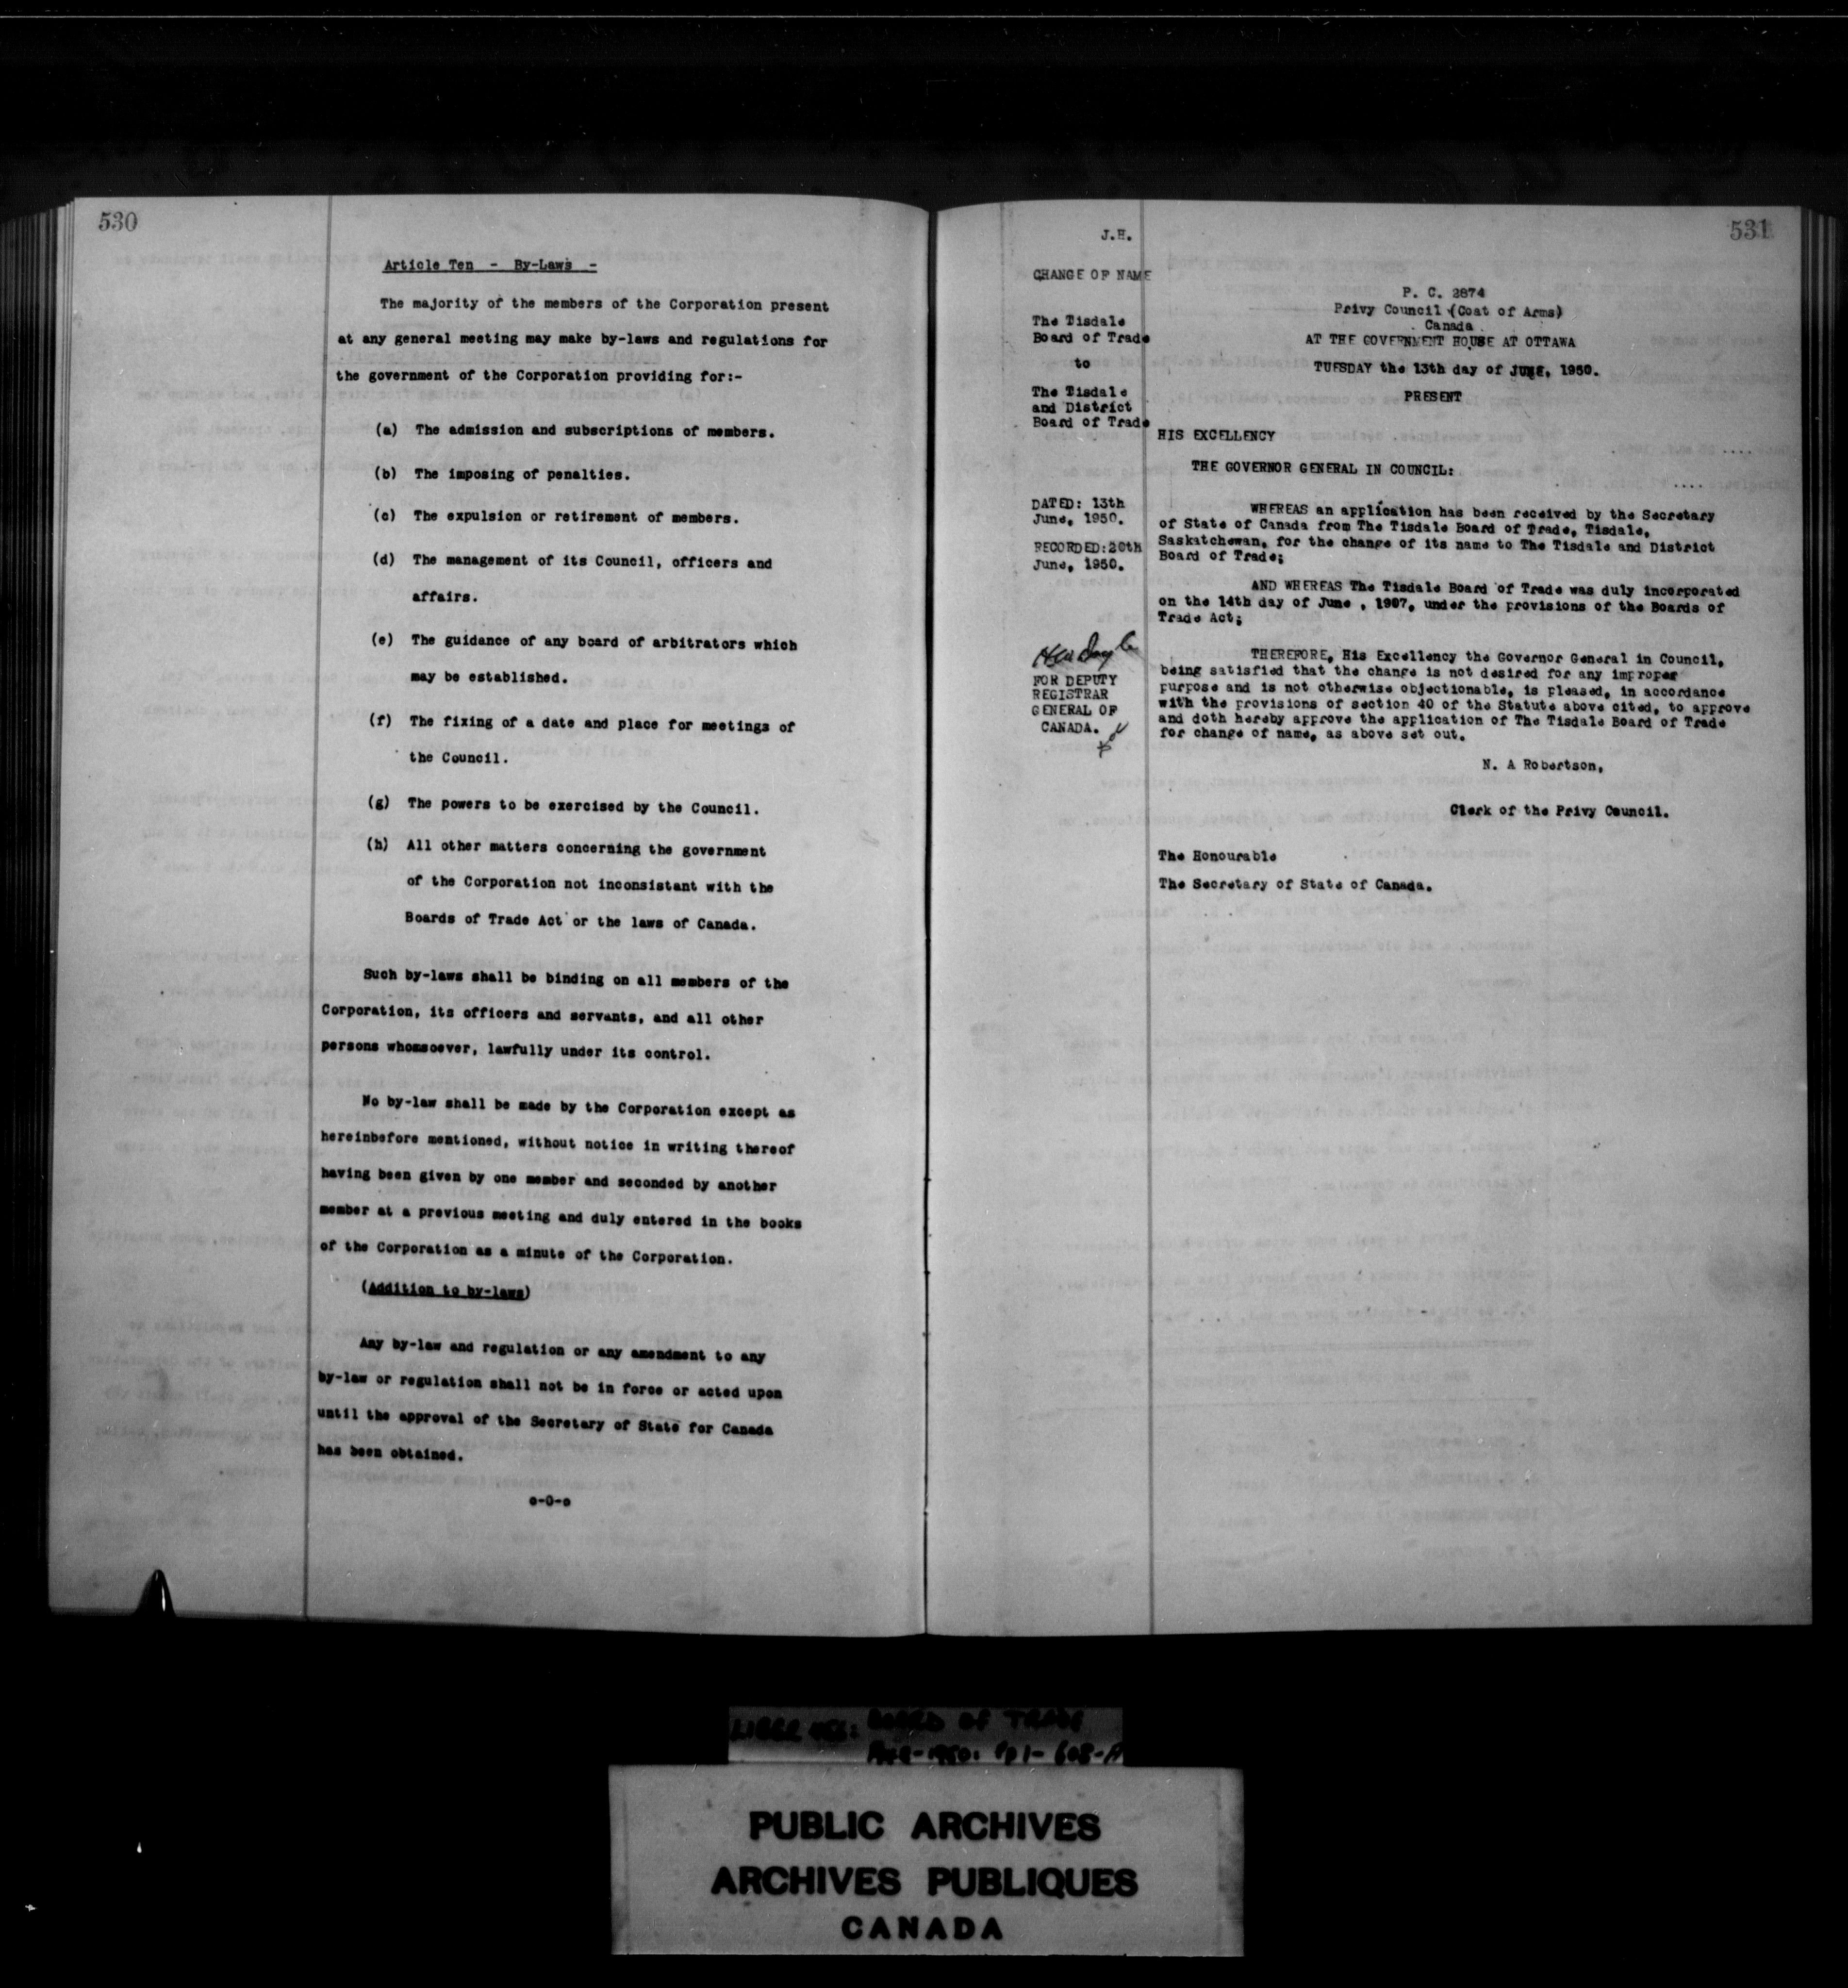 530
Article Ten - By-Laws -
The majority of the members of the Corporation present
at any general meeting may make by-laws and regulations for
the government of the Corporation providing for:-
(a) The admission and subscriptions of members.
(b) The imposing of penalties.
(c) The expulsion or retirement of members.
(d) The management of its Council, officers and
affairs.
(e) The guidance of any board of arbitrators which
may be established.
(f) The fixing of a date and place for meetings of
the Council.
(g) The powers to be exercised by the Council.
(h) All other matters concerning the government
of the Corporation not inconsistant with the
Boards of Trade Act or the laws of Canada.
Such by-laws shall be binding on all members of the
Corporation, its officers and servants, and all other
persons whomsoever, lawfully under its control.
No by-law shall be made by the Corporation except as
hereinbefore mentioned, without notice in writing thereof
having been given by one member and seconded by another
member at a previous meeting and duly entered in the books
of the Corporation as a minute of the Corporation.
(Addition to by-laws)
Any by-law and regulation or any amendment to any
by-law or regulation shall not be in force or acted upon
until the approval of the Secretary of State for Canada
has been obtained.
o-0-o
531
J.H.
CHANGE OF NAME
The Tisdale
Board of Trade
to
The Tisdale
and District
Board of Trade
DATED: 13th
June, 1950.
RECORDED:20th
June, 1950.
FOR DEPUTY
REGISTRAR
GENERAL OF
CANADA.
P. C. 2874
Privy Council (Coat of Arms)
Canada
AT THE GOVERNMENT HOUSE AT OTTAWA
TUESDAY the 13th day of JUNE, 1950.
PRESENT
HIS EXCELLENCY
THE GOVERNOR GENERAL IN COUNCIL:
WHEREAS an application has been received by the Secretary
of State of Canada from The Tisdale Board of Trade, Tisdale,
Saskatchewan, for the change of its name to The Tisdale and District
Board of Trade;
AND WHEREAS The Tisdale Board of Trade was duly incorporated
on the 14th day of June , 1907, under the provisions of the Boards of
Trade Act;
THEREFORE, His Excellency the Governor General in Council,
being satisfied that the change is not desired for any improper
purpose and is not otherwise objectionable, is pleased, in accordance
with the provisions of section 40 of the Statute above cited, to approve
and doth hereby approve the application of The Tisdale Board of Trade
for change of name, as above set out.
N. A Robertson,
Clerk of the Privy Council.
The Honourable
The Secretary of State of Canada.
LIBER BOARD OF TRADE
PUBLIC ARCHIVES
ARCHIVES PUBLIQUES
CANADA